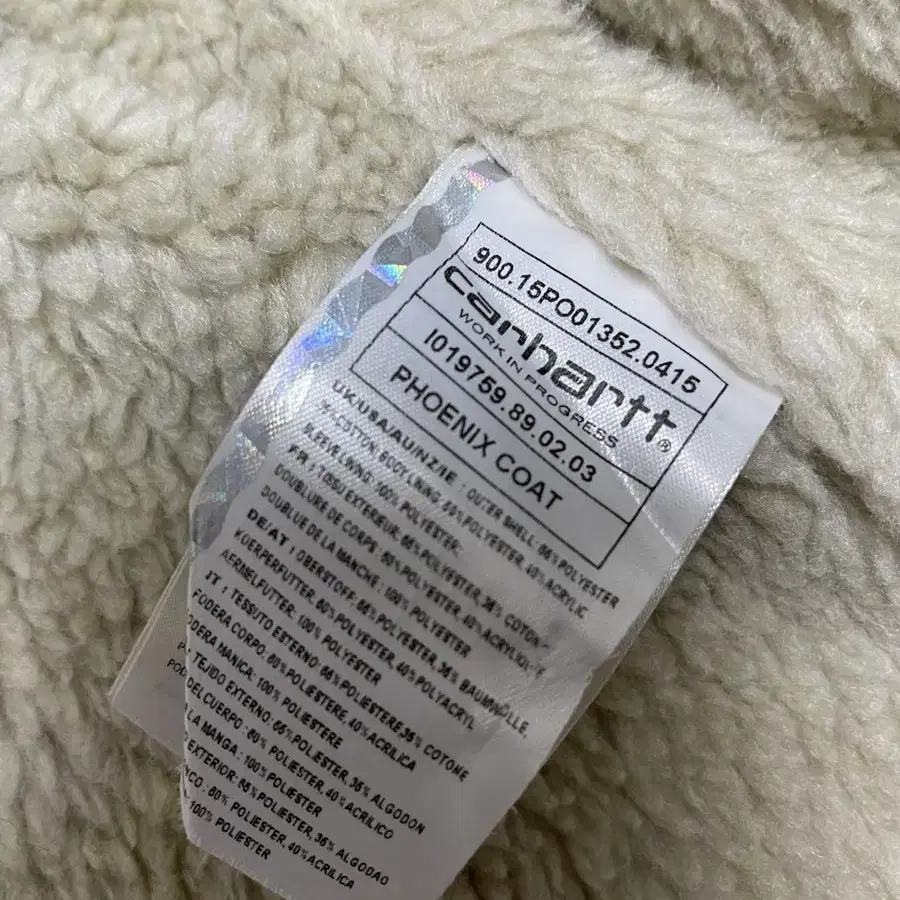 900.15PO01352.0415
carhartt®
WORK IN PROGRESS
I019759.89.02.03
PHOENIX COAT
UK/USA/AU/NZ/IE : OUTER SHELL: 65%POLYESTER
COTTON, BODY LINING: 60%POLYESTER, 40% ACRYLIC
SLEEVE LINING: 100% POLYESTER
FR : TISSU EXTERIEUR: 65%POLYESTER, 35% COTON
DOUBLURE DE CORPS: 60%POLYESTER, 40%ACRYLIQUE
DOUBLUE DE LA MANCHE : 100% POLYESTER
DE/AT : OBERSTOFF: 65%POLYESTER, 35% BAUMWOLLE,
KOERPERFUTTER: 60% POLYESTER, 40% POLYACRYL
AERMELFUTTER: 100% POLYESTER
IT : TESSUTO ESTERNO: 65%POLIESTERE,35% COTONE
FODERA CORPO: 60% POLIESTERE, 40% ACRILICA
ODERA MANICA: 100% POLIESTERE
: TEJIDO EXTERNO: 65%POLIESTER, 35% ALGODON
DELCUERPO : 60% POLIESTER, 40% ACRILICO
LA MANGA : 100% POLIESTER
EXTERIOR: 65%POLIESTER, 35% ALGODAO
CO : 60% POLIESTER, 40% ACRILICA
100% POLIESTER